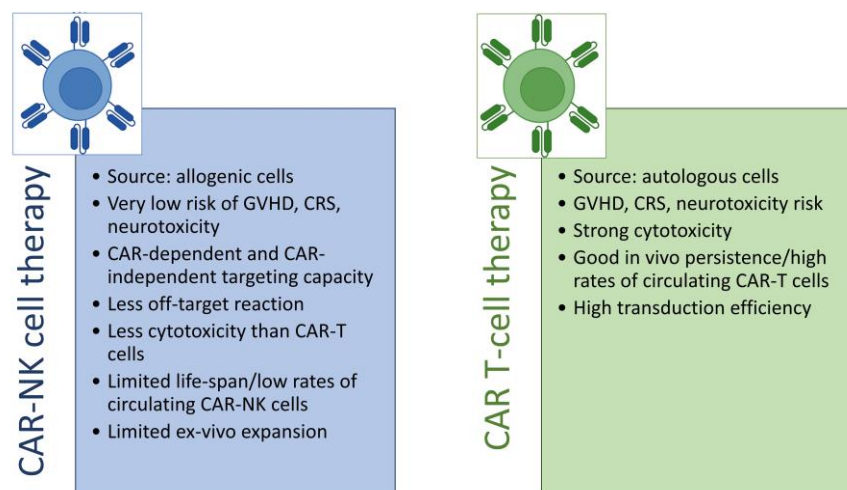 CAR-NK cell therapy
• Source: allogenic cells
• Very low risk of GVHD, CRS,
neurotoxicity
• CAR-dependent and CAR-
independent targeting capacity
• Less off-target reaction
• Less cytotoxicity than CAR-T
cells
• Limited life-span/low rates of
circulating CAR-NK cells
• Limited ex-vivo expansion
CAR T-cell therapy
• Source: autologous cells
• GVHD, CRS, neurotoxicity risk
• Strong cytotoxicity
• Good in vivo persistence/high
rates of circulating CAR-T cells
• High transduction efficiency